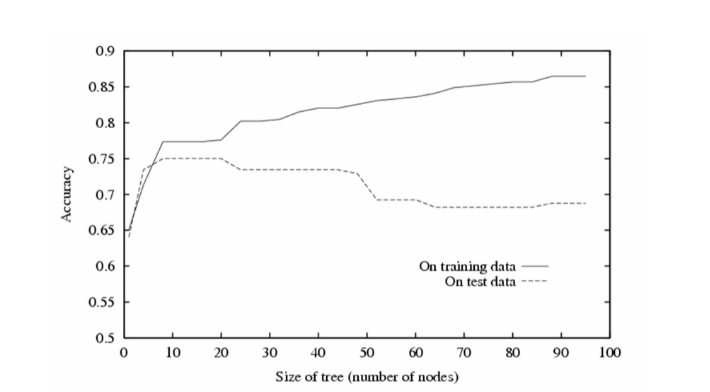 0.9
0.85
0.8
0.75
0.7
0.65
0.6
0.55
0.5
Accuracy
On training data
On test data
0 10 20 30 40 50 60 70 80 90 100
Size of tree (number of nodes)